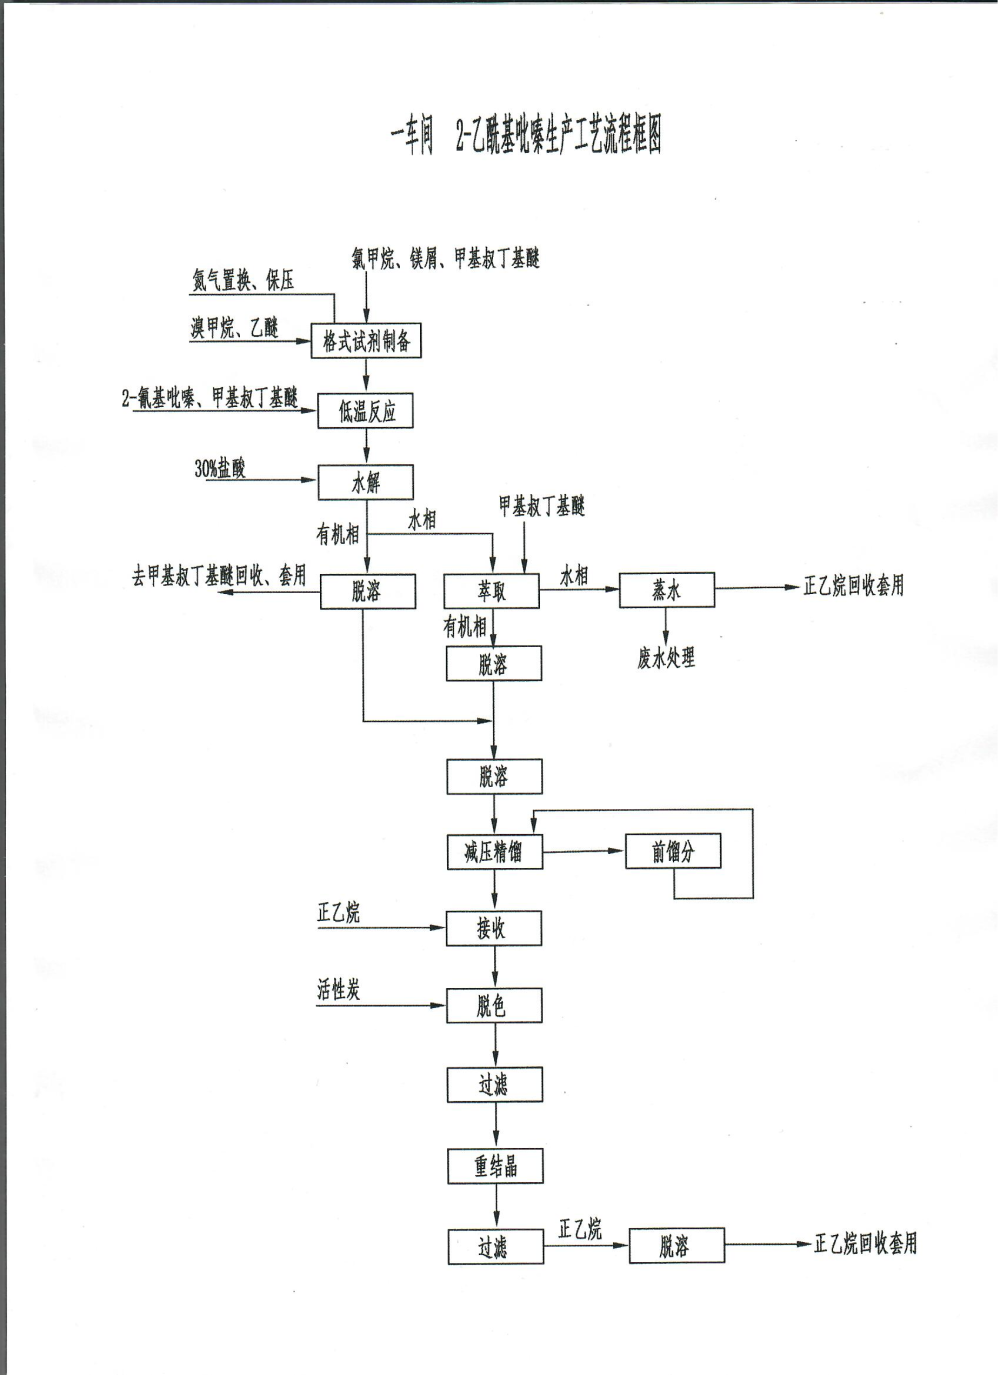 一车间 2-乙酰基吡嗪生产工艺流程框图
氯甲烷、镁屑、甲基叔丁基醚
氮气置换、保压
溴甲烷、乙醚
格式试剂制备
2-氰基吡嗪、甲基叔丁基醚
低温反应
30%盐酸
水解
有机相
水相
甲基叔丁基醚
去甲基叔丁基醚回收、套用
脱溶
萃取
水相
蒸水
正乙烷回收套用
有机相
脱溶
废水处理
脱溶
减压精馏
前馏分
正乙烷
接收
活性炭
脱色
过滤
重结晶
过滤
正乙烷
脱溶
正乙烷回收套用